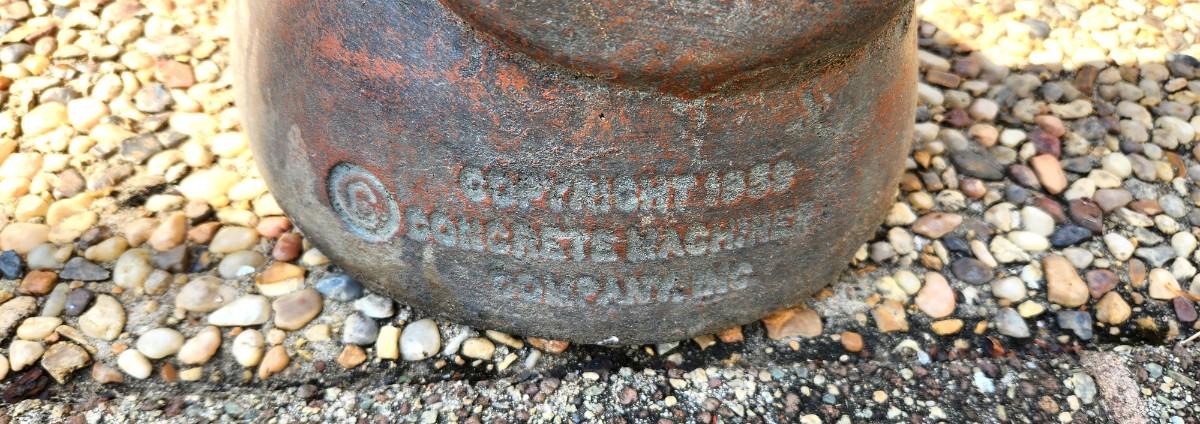 COPYRIGHT 1959
© CONCRETE MACHINERY
COMPANY, INC